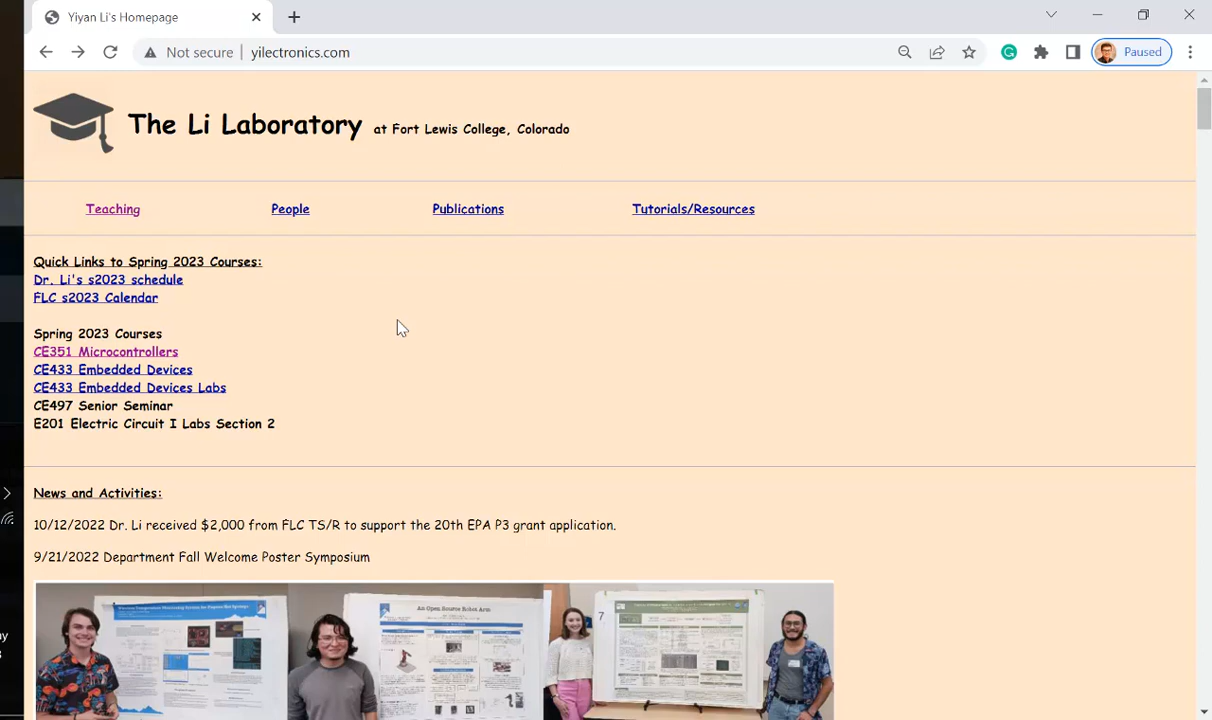 Yiyan Li's Homepage
Not secure
yilectronics.com
Paused
The Li Laboratory at Fort Lewis College, Colorado
Teaching
People
Publications
Tutorials/Resources
Quick Links to Spring 2023 Courses:
Dr. Li's s2023 schedule
FLC s2023 Calendar
Spring 2023 Courses
CE351 Microcontrollers
CE433 Embedded Devices
CE433 Embedded Devices Labs
CE497 Senior Seminar
E201 Electric Circuit I Labs Section 2
News and Activities:
10/12/2022 Dr. Li received $2,000 from FLC TS/R to support the 20th EPA P3 grant application.
9/21/2022 Department Fall Welcome Poster Symposium
An Open Source Robot Arm
7